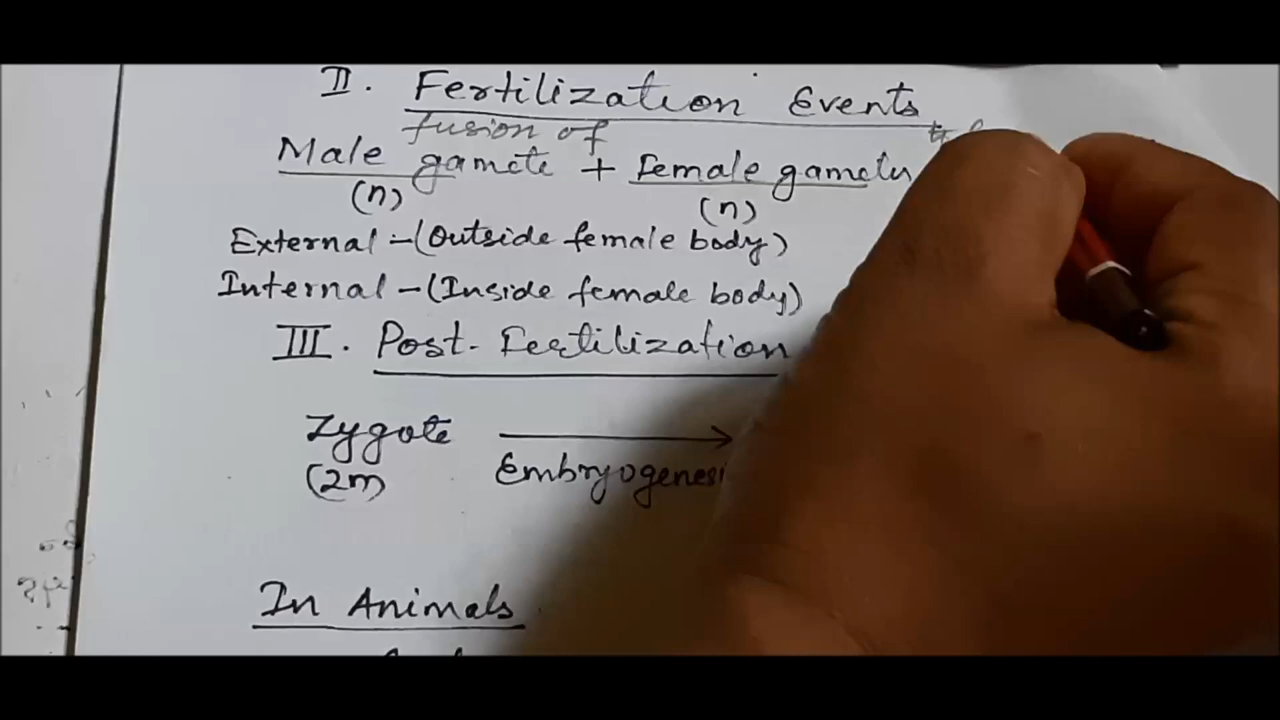 II. Fertilization Events
fusion of
Male gamete + Female gametes
(n) (n)
External - (Outside female body)
Internal - (Inside female body)
III. Post-Fertilization
Zygote →
(2n) Embryogenesi
In Animals